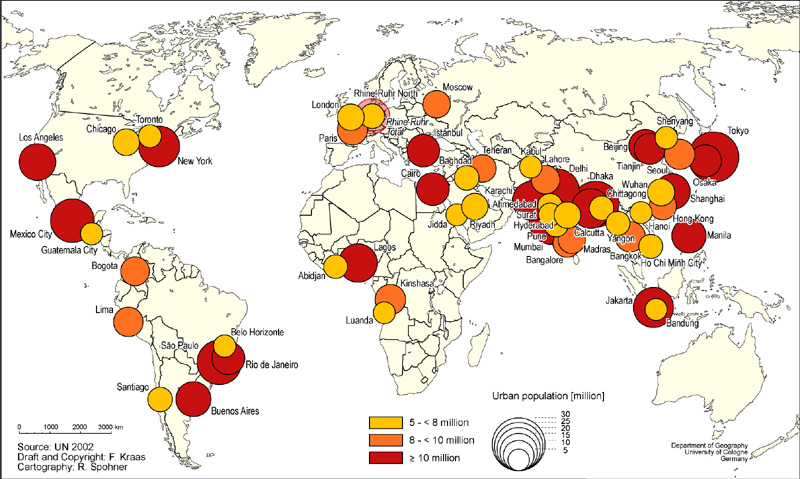 Moscow
Rhine-Ruhr North
London
Rhine-Ruhr
Total
Paris
Toronto
Chicago
New York
Los Angeles
Istanbul
Baghdad
Teheran
Kabul
Lahore
Delhi
Dhaka
Shenyang
Beijing
Tianjin
Seoul
Tokyo
Osaka
Cairo
Karachi
Ahmedabad
Chittagong
Wuhan
Shanghai
Jidda
Riyadh
Surat
Hyderabad
Calcutta
Hanoi
Hong-Kong
Mexico City
Guatemala City
Pune
Yangon
Manila
Mumbai
Madras
Bangkok
Bangalore
Ho Chi Minh City
Bogota
Lagos
Abidjan
Kinshasa
Lima
Luanda
Jakarta
Bandung
Belo Horizonte
São Paulo
Rio de Janeiro
Santiago
Buenos Aires
0 1000 2000 3000 km
Urban population [million]
5 - < 8 million
8 - < 10 million
≥ 10 million
30
25
20
15
10
5
Source: UN 2002
Draft and Copyright: F. Kraas
Cartography: R. Spohner
Department of Geography
University of Cologne
Germany